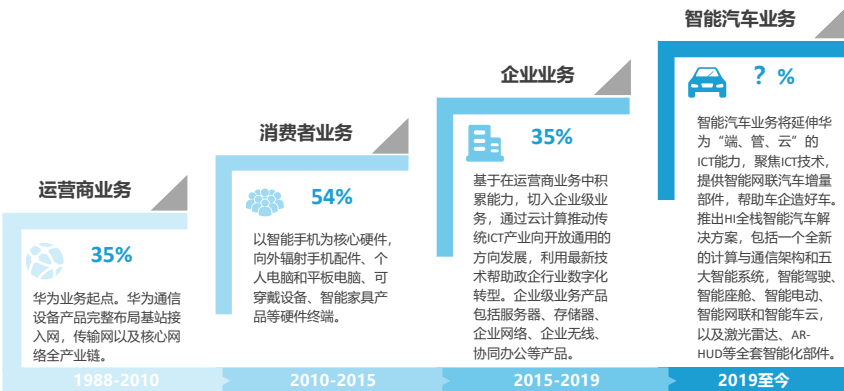 运营商业务
35%
华为业务起点。华为通信
设备产品完整布局基站接
入网，传输网以及核心网
络全产业链。
1988-2010
消费者业务
54%
以智能手机为核心硬件，
向外辐射手机配件、个
人电脑和平板电脑、可
穿戴设备、智能家具产
品等硬件终端。
2010-2015
企业业务
35%
基于在运营商业务中积
累能力，切入企业级业
务，通过云计算推动传
统ICT产业向开放通用的
方向发展，利用最新技
术帮助政企行业数字化
转型。企业级业务产品
包括服务器、存储器、
企业网络、企业无线、
协同办公等产品。
2015-2019
智能汽车业务
？%
智能汽车业务将延伸华
为“端、管、云”的
ICT能力，聚焦ICT技术，
提供智能网联汽车增量
部件，帮助车企造好车。
推出HI全栈智能汽车解
决方案，包括一个全新
的计算与通信架构和五
大智能系统，智能驾驶、
智能座舱、智能电动、
智能网联和智能车云，
以及激光雷达、AR-
HUD等全套智能化部件。
2019至今